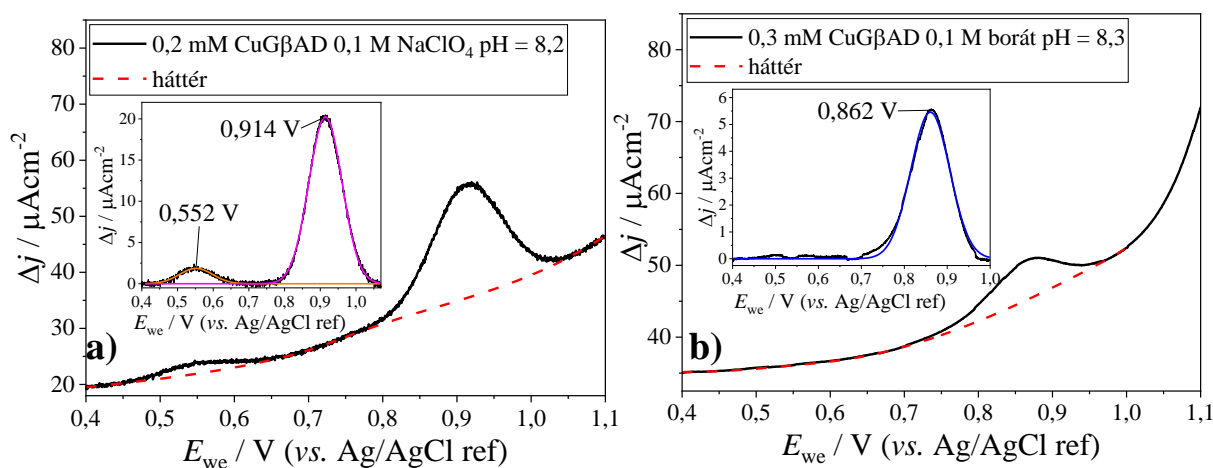 a)
0,2 mM CuGβAD 0,1 M NaClO₄ pH = 8,2
háttér
Δj / µAcm⁻²
80
70
60
50
40
30
20
0,4 0,5 0,6 0,7 0,8 0,9 1,0 1,1
E_we / V (vs. Ag/AgCl ref)
0,914 V
0,552 V
Δj / µAcm⁻²
20
15
10
5
0
0,4 0,5 0,6 0,7 0,8 0,9 1,0
E_we / V (vs. Ag/AgCl ref)
b)
0,3 mM CuGβAD 0,1 M borát pH = 8,3
háttér
Δj / µAcm⁻²
80
70
60
50
40
0,4 0,5 0,6 0,7 0,8 0,9 1,0 1,1
E_we / V (vs. Ag/AgCl ref)
0,862 V
Δj / µAcm⁻²
6
5
4
3
2
1
0
0,4 0,5 0,6 0,7 0,8 0,9 1,0
E_we / V (vs. Ag/AgCl ref)